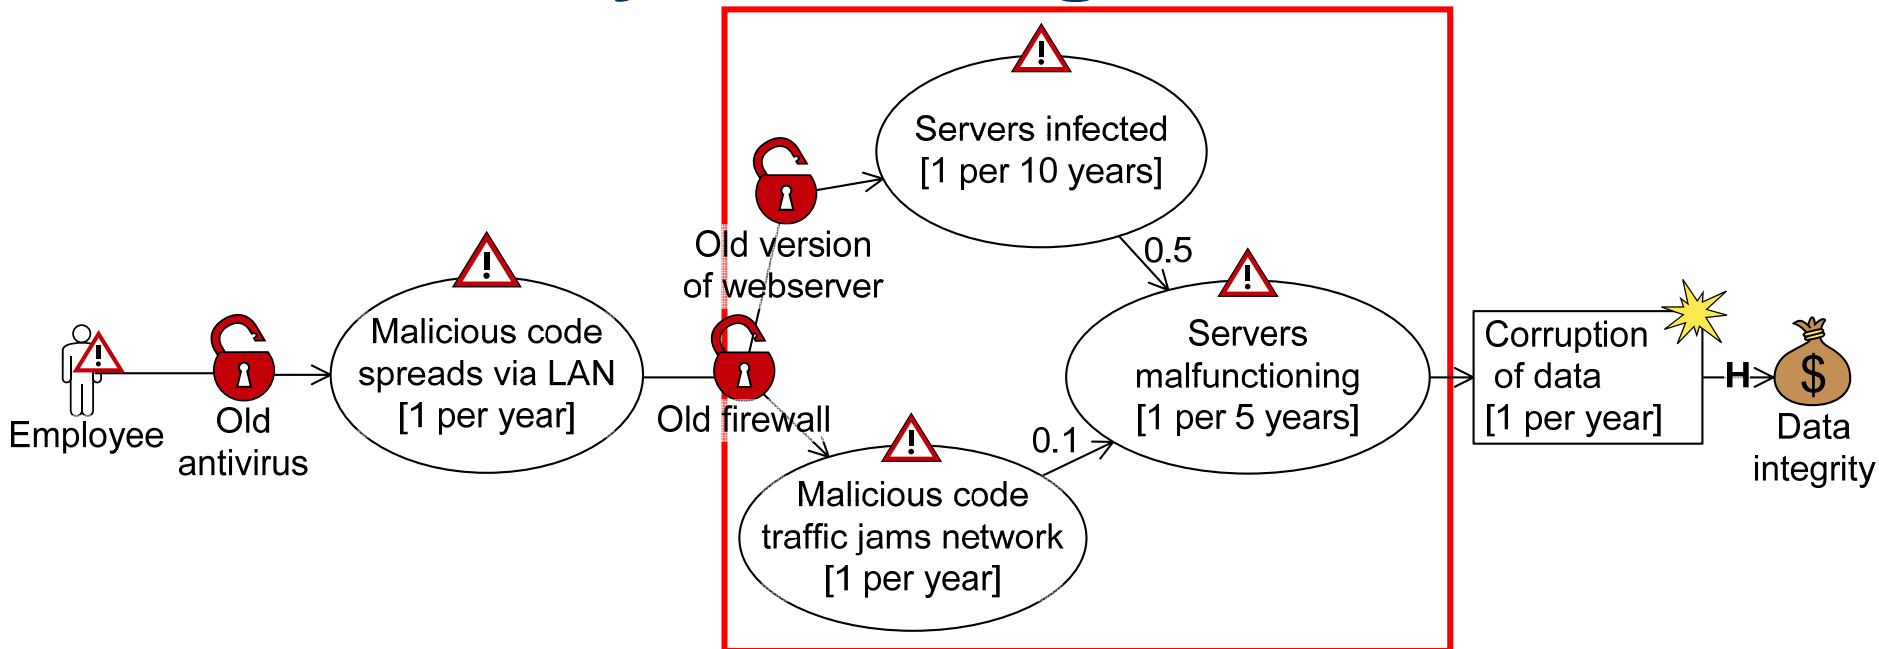 Employee
Old
antivirus
Malicious code
spreads via LAN
[1 per year]
Old version
of webserver
Old firewall
Servers infected
[1 per 10 years]
0.5
Malicious code
traffic jams network
[1 per year]
0.1
Servers
malfunctioning
[1 per 5 years]
Corruption
of data
[1 per year]
H
$
Data
integrity